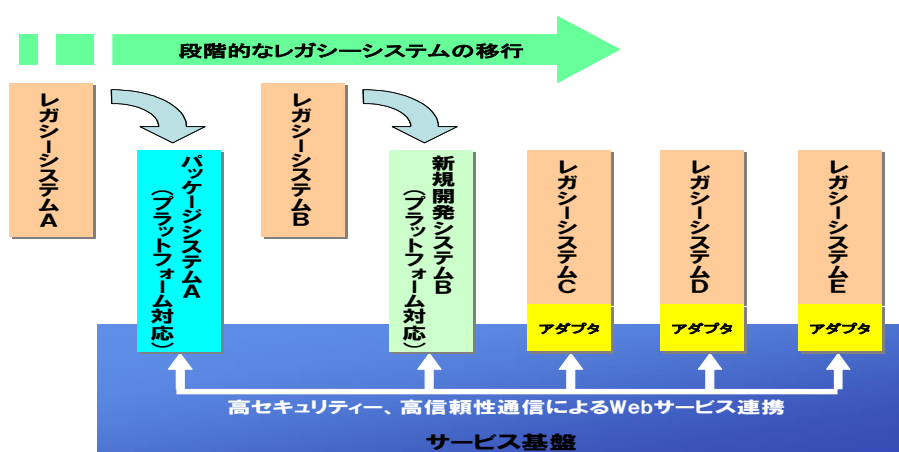 段階的なレガシーシステムの移行
レガシーシステムA
パッケージシステムA
（プラットフォーム対応）
レガシーシステムB
新規開発システムB
（プラットフォーム対応）
レガシーシステムC
アダプタ
レガシーシステムD
アダプタ
レガシーシステムE
アダプタ
高セキュリティー、高信頼性通信によるWebサービス連携
サービス基盤